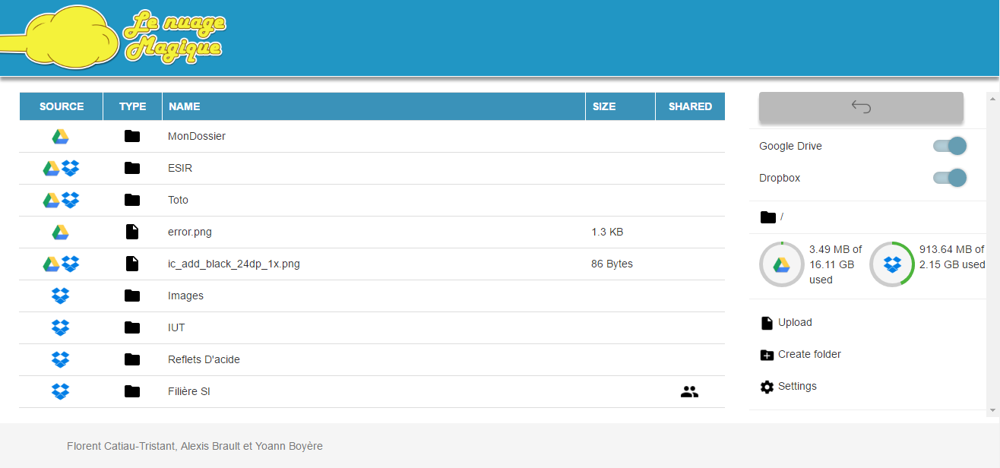 Le nuage
Magique
SOURCE TYPE NAME SIZE SHARED
MonDossier
ESIR
Toto
error.png 1.3 KB
ic_add_black_24dp_1x.png 86 Bytes
Images
IUT
Reflets D'acide
Filière SI
Google Drive
Dropbox
/
3.49 MB of
16.11 GB
used
913.64 MB of
2.15 GB used
Upload
Create folder
Settings
Florent Catiau-Tristant, Alexis Brault et Yoann Boyère